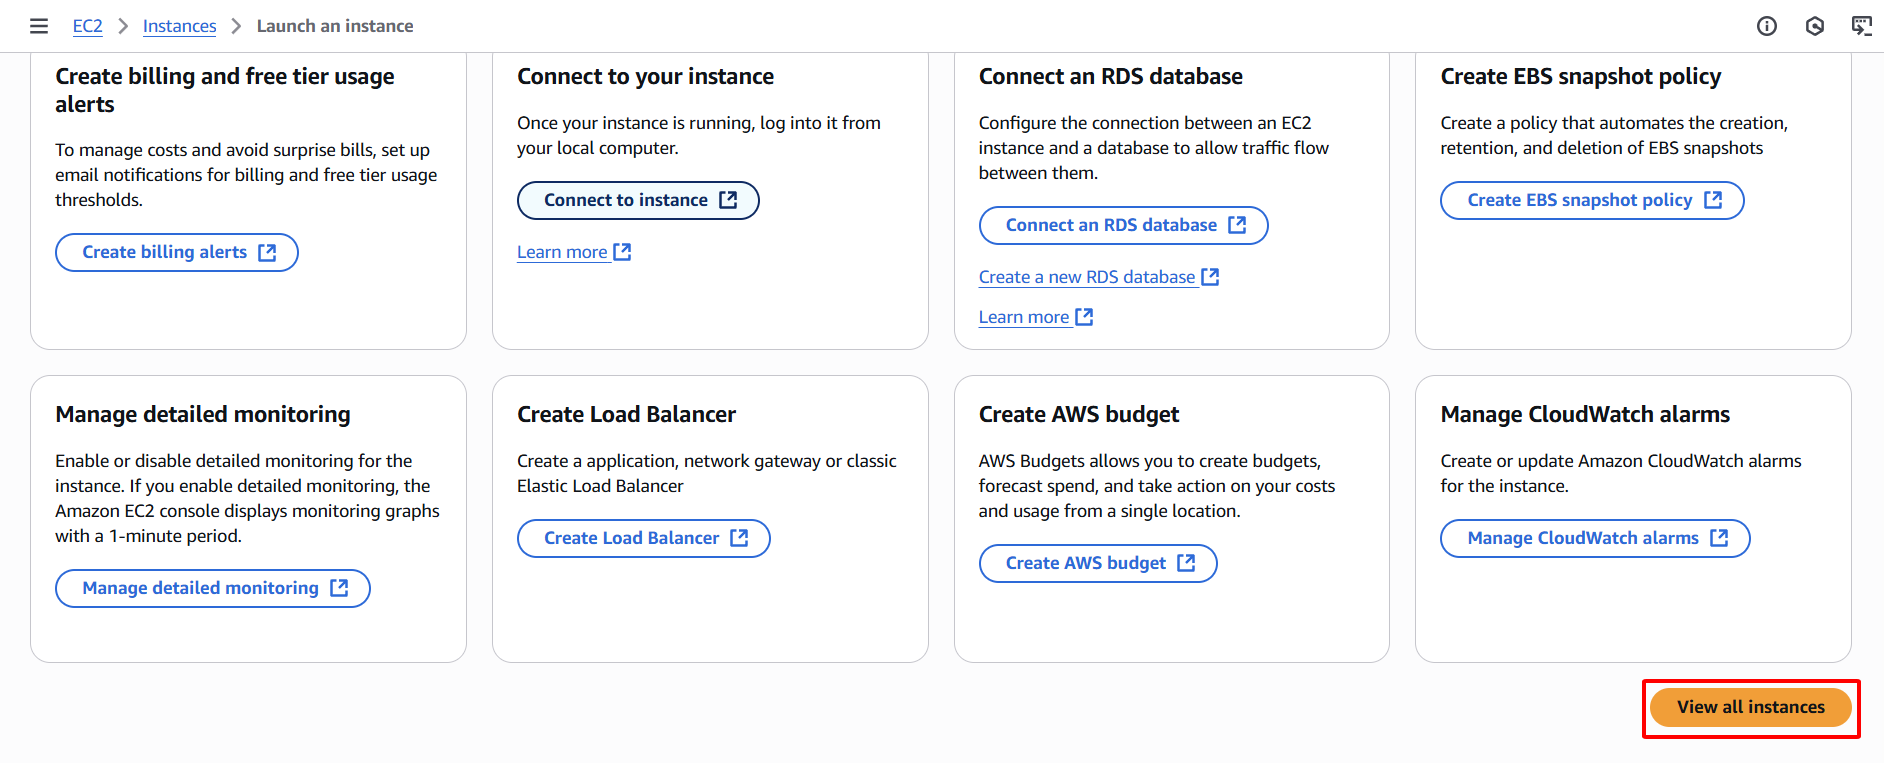 EC2 > Instances > Launch an instance
Create billing and free tier usage
alerts
To manage costs and avoid surprise bills, set up
email notifications for billing and free tier usage
thresholds.
Create billing alerts
Connect to your instance
Once your instance is running, log into it from
your local computer.
Connect to instance
Learn more
Connect an RDS database
Configure the connection between an EC2
instance and a database to allow traffic flow
between them.
Connect an RDS database
Create a new RDS database
Learn more
Create EBS snapshot policy
Create a policy that automates the creation,
retention, and deletion of EBS snapshots
Create EBS snapshot policy
Manage detailed monitoring
Enable or disable detailed monitoring for the
instance. If you enable detailed monitoring, the
Amazon EC2 console displays monitoring graphs
with a 1-minute period.
Manage detailed monitoring
Create Load Balancer
Create a application, network gateway or classic
Elastic Load Balancer
Create Load Balancer
Create AWS budget
AWS Budgets allows you to create budgets,
forecast spend, and take action on your costs
and usage from a single location.
Create AWS budget
Manage CloudWatch alarms
Create or update Amazon CloudWatch alarms
for the instance.
Manage CloudWatch alarms
View all instances